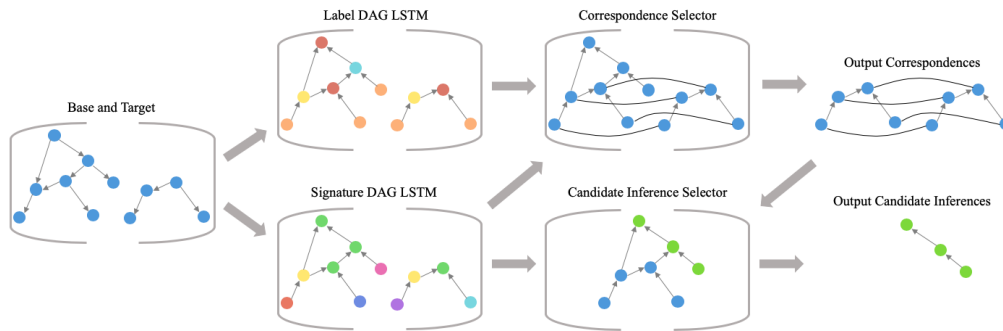 Label DAG LSTM
Correspondence Selector
Output Correspondences
Base and Target
Signature DAG LSTM
Candidate Inference Selector
Output Candidate Inferences